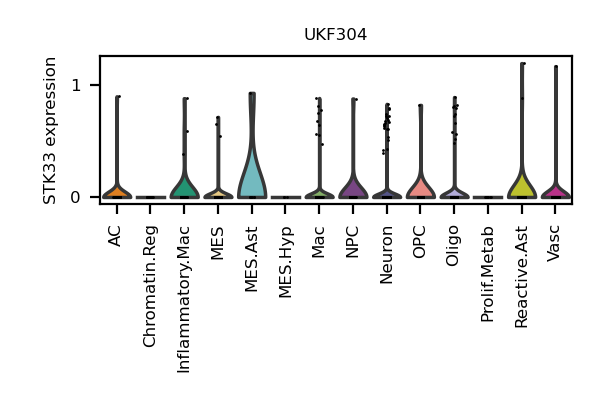 UKF304
STK33 expression
1
0
AC
Chromatin.Reg
Inflammatory.Mac
MES
MES.Ast
MES.Hyp
Mac
NPC
Neuron
OPC
Oligo
Prolif.Metab
Reactive.Ast
Vasc